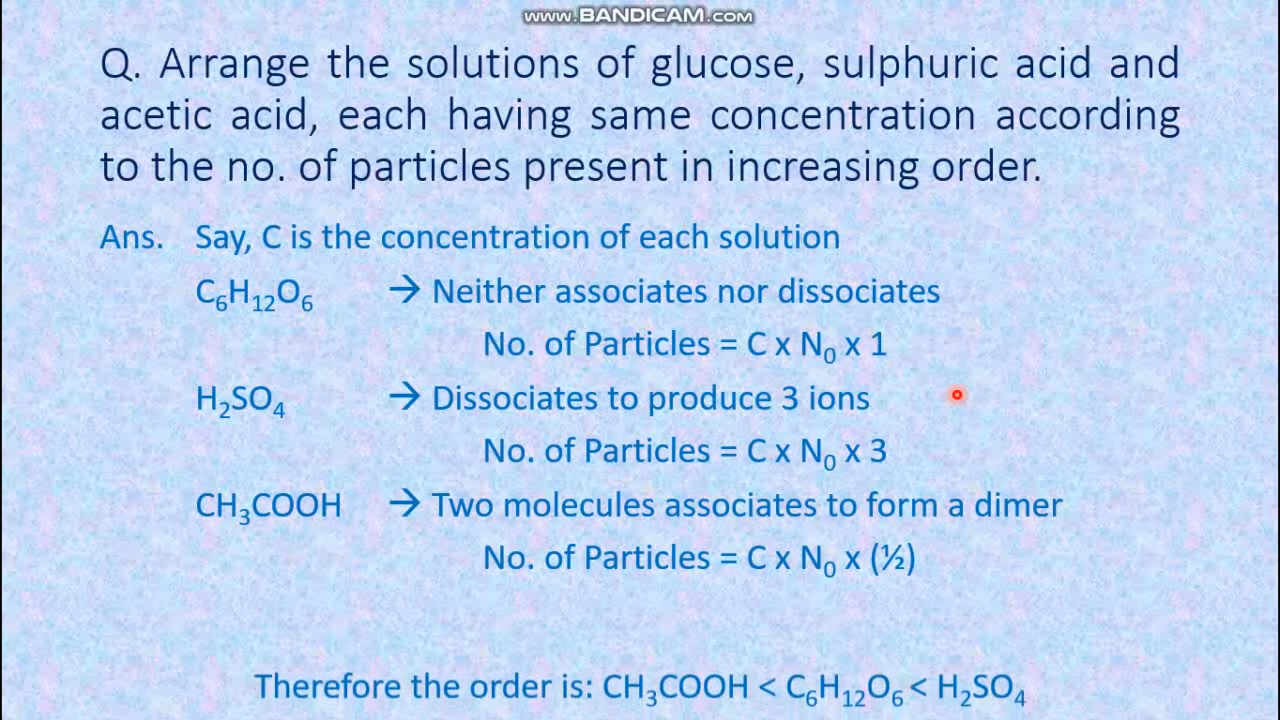 www.BANDICAM.com
Q. Arrange the solutions of glucose, sulphuric acid and
acetic acid, each having same concentration according
to the no. of particles present in increasing order.
Ans. Say, C is the concentration of each solution
C₆H₁₂O₆ → Neither associates nor dissociates
No. of Particles = C x N₀ x 1
H₂SO₄ → Dissociates to produce 3 ions
No. of Particles = C x N₀ x 3
CH₃COOH → Two molecules associates to form a dimer
No. of Particles = C x N₀ x (½)
Therefore the order is: CH₃COOH < C₆H₁₂O₆ < H₂SO₄